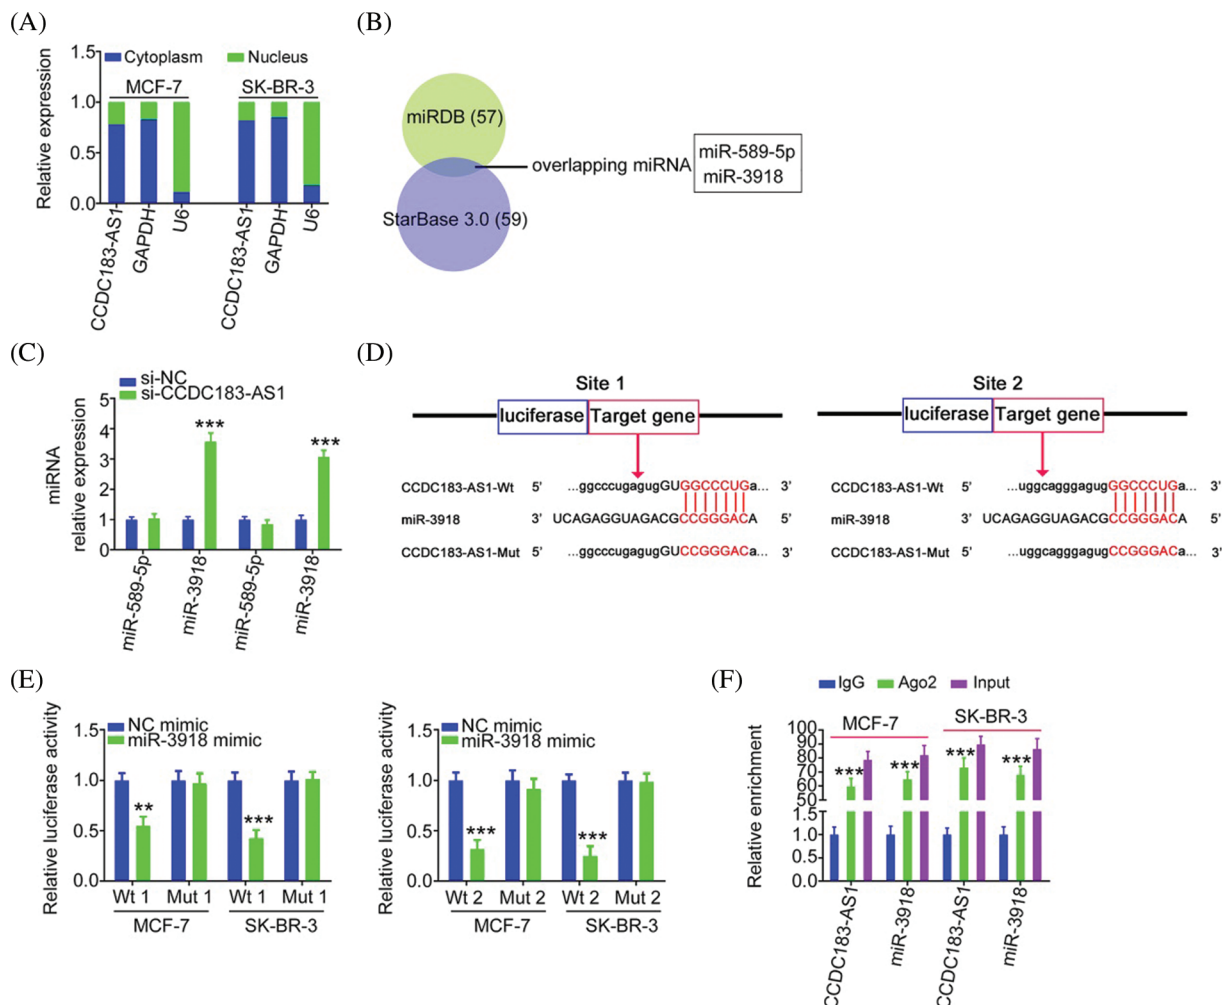 (A)
1.5
Cytoplasm
Nucleus
MCF-7
SK-BR-3
1.0
0.5
0.0
Relative expression
CCDC183-AS1
GAPDH
U6
CCDC183-AS1
GAPDH
U6
(B)
miRDB (57)
overlapping miRNA
miR-589-5p
miR-3918
StarBase 3.0 (59)
(C)
si-NC
si-CCDC183-AS1
5
4
3
2
1
0
miRNA
relative expression
***
***
miR-589-5p
miR-3918
miR-589-5p
miR-3918
(D)
Site 1
luciferase
Target gene
CCDC183-AS1-Wt 5' ...ggcccugagugGUGGCCCUGa... 3'
miR-3918 3' UCAGAGGUAGACGCCGGGACA 5'
CCDC183-AS1-Mut 5' ...ggcccugagugGUCCGGGACa... 3'
Site 2
luciferase
Target gene
CCDC183-AS1-Wt 5' ...uggcagggagugGGCCCUGa... 3'
miR-3918 3' UCAGAGGUAGACGCCGGGACA 5'
CCDC183-AS1-Mut 5' ...uggcagggagugCCGGGACa... 3'
(E)
Relative luciferase activity
1.5
1.0
0.5
0.0
NC mimic
miR-3918 mimic
**
***
Wt 1
Mut 1
Wt 1
Mut 1
MCF-7
SK-BR-3
Relative luciferase activity
1.5
1.0
0.5
0.0
NC mimic
miR-3918 mimic
***
***
Wt 2
Mut 2
Wt 2
Mut 2
MCF-7
SK-BR-3
(F)
IgG
Ago2
Input
MCF-7
SK-BR-3
Relative enrichment
100
90
80
70
60
50
1.5
1.0
0.5
0.0
***
***
***
***
CCDC183-AS1
miR-3918
CCDC183-AS1
miR-3918